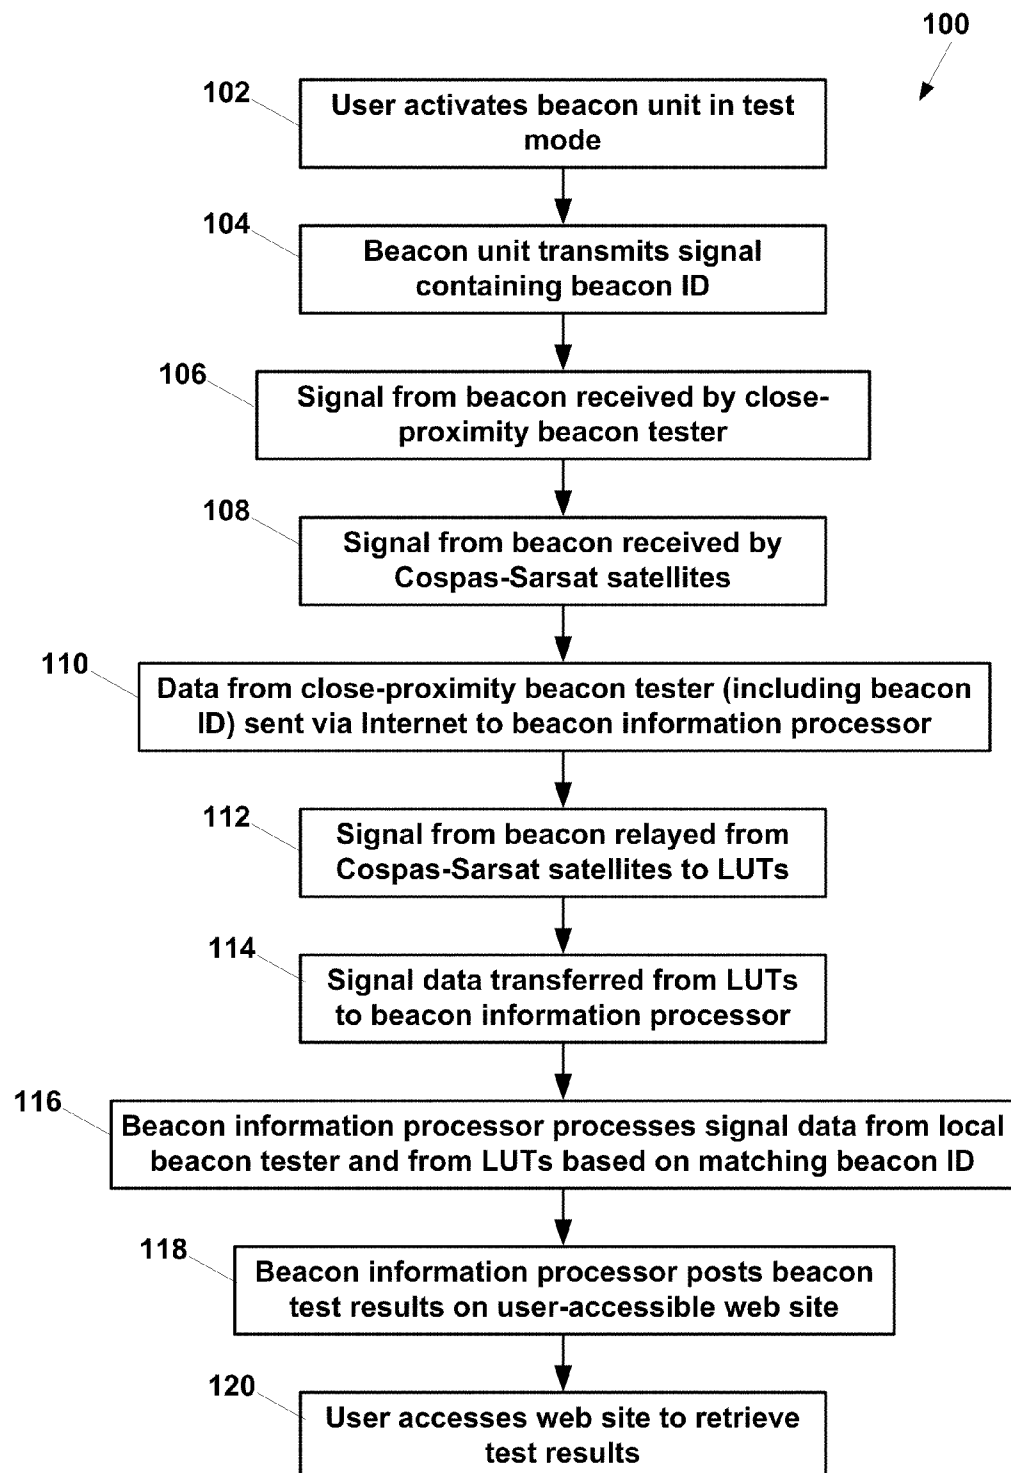 100
102
User activates beacon unit in test
mode
104
Beacon unit transmits signal
containing beacon ID
106
Signal from beacon received by close-
proximity beacon tester
108
Signal from beacon received by
Cospas-Sarsat satellites
110
Data from close-proximity beacon tester (including beacon
ID) sent via Internet to beacon information processor
112
Signal from beacon relayed from
Cospas-Sarsat satellites to LUTs
114
Signal data transferred from LUTs
to beacon information processor
116
Beacon information processor processes signal data from local
beacon tester and from LUTs based on matching beacon ID
118
Beacon information processor posts beacon
test results on user-accessible web site
120
User accesses web site to retrieve
test results